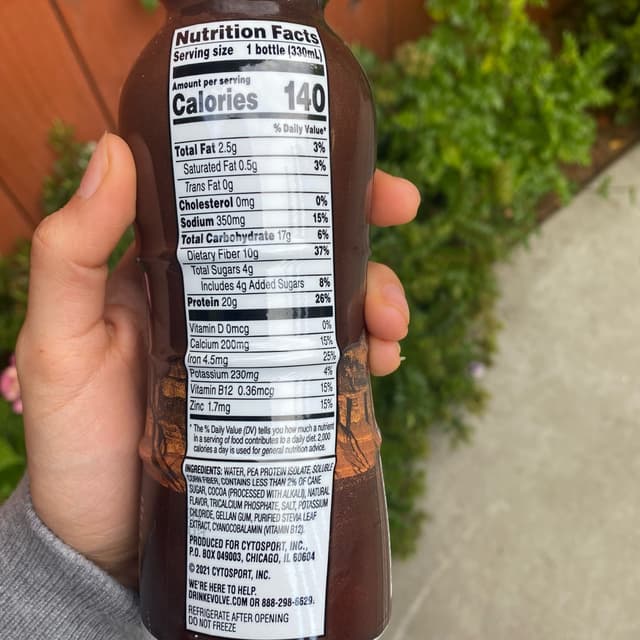 Nutrition Facts
Serving size 1 bottle (330mL)
Amount per serving
Calories 140
% Daily Value*
Total Fat 2.5g 3%
Saturated Fat 0.5g 3%
Trans Fat 0g
Cholesterol 0mg 0%
Sodium 350mg 15%
Total Carbohydrate 17g 6%
Dietary Fiber 10g 37%
Total Sugars 4g
Includes 4g Added Sugars 8%
Protein 20g 26%
Vitamin D 0mcg 0%
Calcium 200mg 15%
Iron 4.5mg 25%
Potassium 230mg 4%
Vitamin B12 0.36mcg 15%
Zinc 1.7mg 15%
* The % Daily Value (DV) tells you how much a nutrient
in a serving of food contributes to a daily diet. 2,000
calories a day is used for general nutrition advice.
INGREDIENTS: WATER, PEA PROTEIN ISOLATE, SOLUBLE
CORN FIBER, CONTAINS LESS THAN 2% OF CANE
SUGAR, COCOA (PROCESSED WITH ALKALI), NATURAL
FLAVOR, TRICALCIUM PHOSPHATE, SALT, POTASSIUM
CHLORIDE, GELLAN GUM, PURIFIED STEVIA LEAF
EXTRACT, CYANOCOBALAMIN (VITAMIN B12).
PRODUCED FOR CYTOSPORT, INC.,
P.O. BOX 049003, CHICAGO, IL 60604
© 2021 CYTOSPORT, INC.
WE'RE HERE TO HELP.
DRINKEVOLVE.COM OR 888-298-6629.
REFRIGERATE AFTER OPENING
DO NOT FREEZE